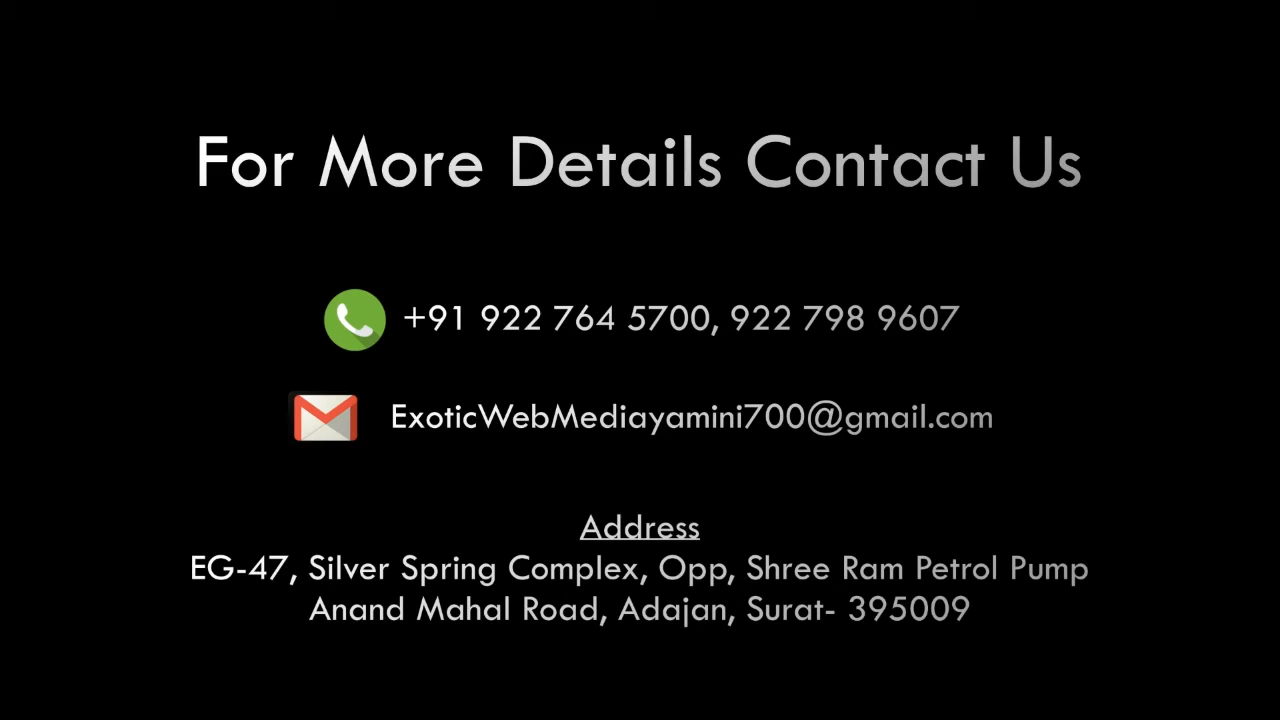 For More Details Contact Us
+91 922 764 5700, 922 798 9607
ExoticWebMediayamini700@gmail.com
Address
EG-47, Silver Spring Complex, Opp, Shree Ram Petrol Pump
Anand Mahal Road, Adajan, Surat- 395009